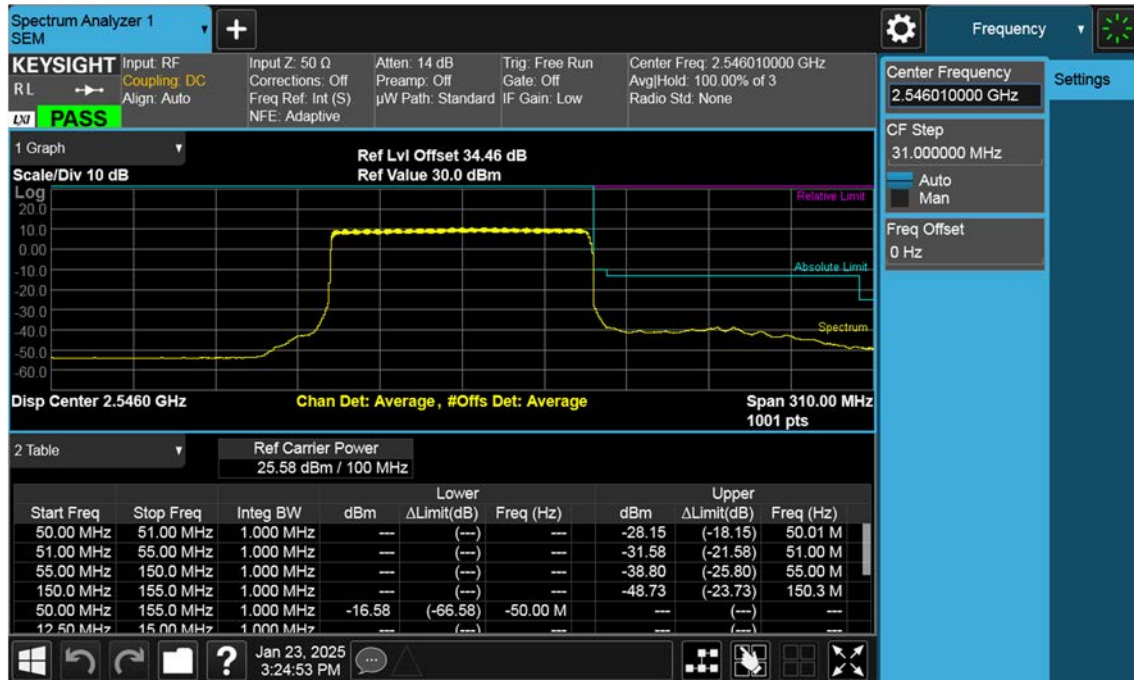 Spectrum Analyzer 1
SEM
+
Frequency
KEYSIGHT
RL
LXI
PASS
Input: RF
Coupling: DC
Align: Auto
Input Z: 50 Ω
Corrections: Off
Freq Ref: Int (S)
NFE: Adaptive
Atten: 14 dB
Preamp: Off
µW Path: Standard
Trig: Free Run
Gate: Off
IF Gain: Low
Center Freq: 2.546010000 GHz
Avg|Hold: 100.00% of 3
Radio Std: None
Center Frequency
2.546010000 GHz
Settings
CF Step
31.000000 MHz
Auto
Man
Freq Offset
0 Hz
1 Graph
Scale/Div 10 dB
Ref Lvl Offset 34.46 dB
Ref Value 30.0 dBm
Log
20.0
10.0
0.00
-10.0
-20.0
-30.0
-40.0
-50.0
-60.0
Relative Limit
Absolute Limit
Spectrum
Disp Center 2.5460 GHz
Chan Det: Average, #Offs Det: Average
Span 310.00 MHz
1001 pts
2 Table
Ref Carrier Power
25.58 dBm / 100 MHz
Lower Upper
Start Freq Stop Freq Integ BW dBm ΔLimit(dB) Freq (Hz) dBm ΔLimit(dB) Freq (Hz)
50.00 MHz 51.00 MHz 1.000 MHz --- (---) --- -28.15 (-18.15) 50.01 M
51.00 MHz 55.00 MHz 1.000 MHz --- (---) --- -31.58 (-21.58) 51.00 M
55.00 MHz 150.0 MHz 1.000 MHz --- (---) --- -38.80 (-25.80) 55.00 M
150.0 MHz 155.0 MHz 1.000 MHz --- (---) --- -48.73 (-23.73) 150.3 M
50.00 MHz 155.0 MHz 1.000 MHz -16.58 (-66.58) -50.00 M --- (---) ---
12.50 MHz 15.00 MHz 1.000 MHz --- (---) --- --- (---) ---
?
Jan 23, 2025
3:24:53 PM